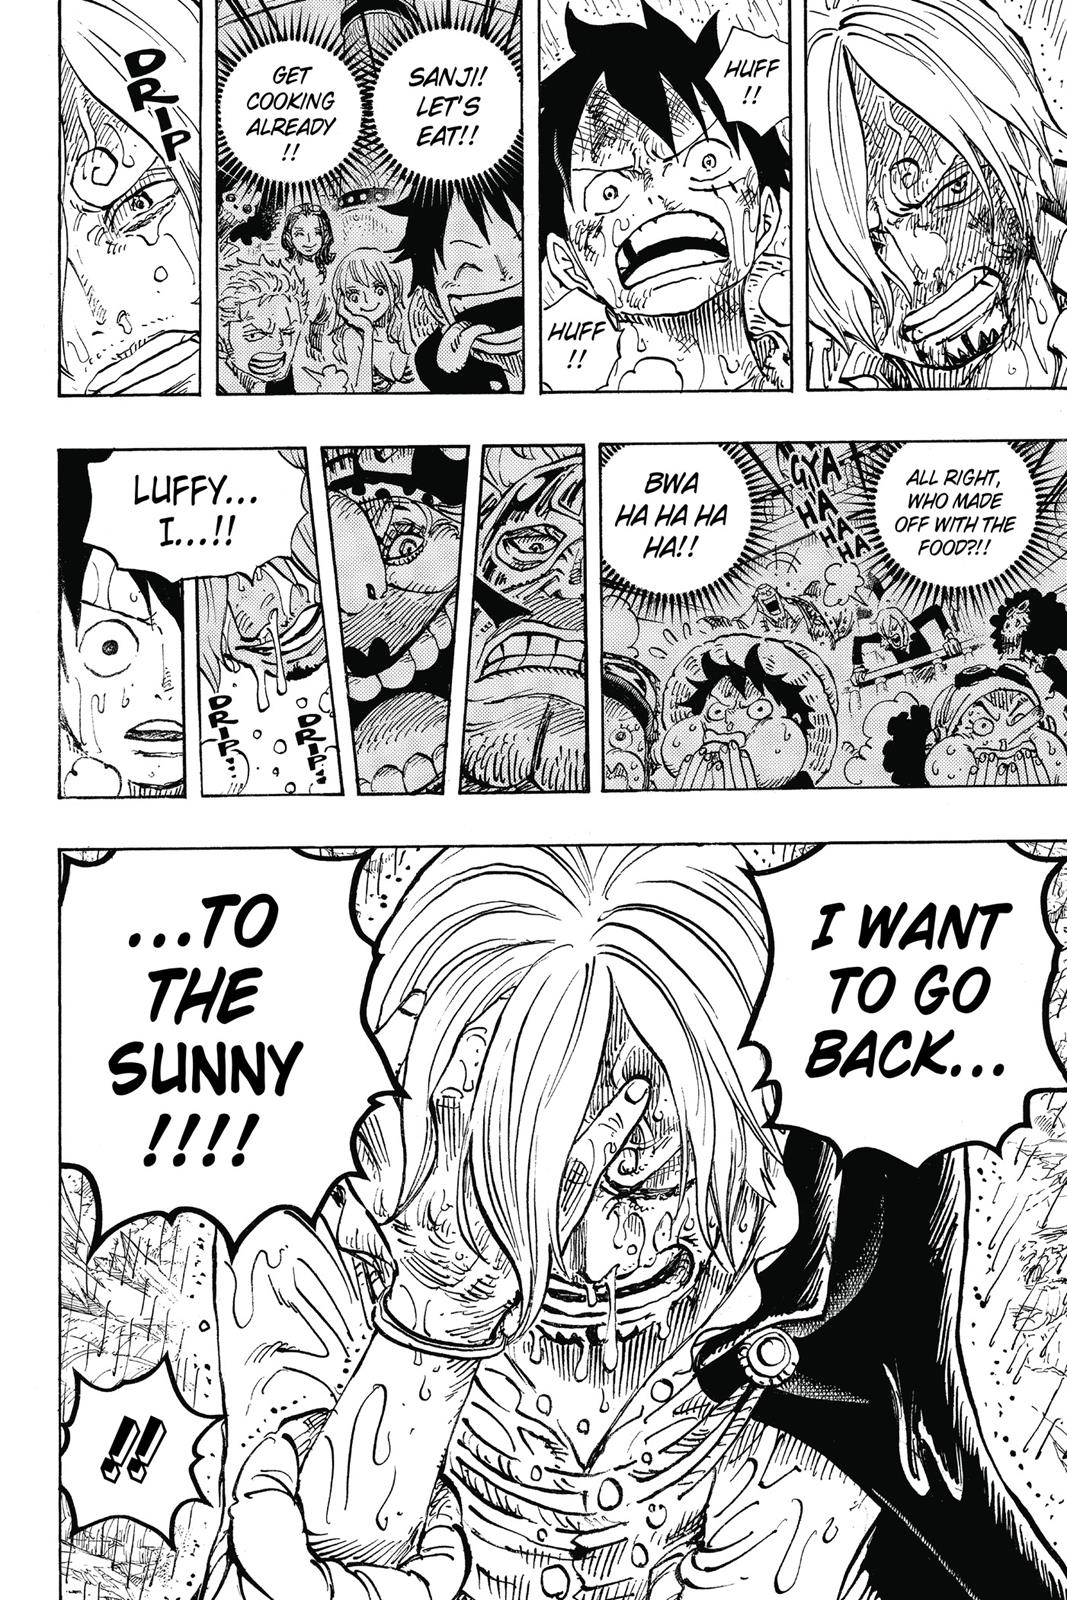 HUFF
!!
HUFF
!!
SANJI!
LET'S
EAT!!
GET
COOKING
ALREADY
!!
DRIP
ALL RIGHT,
WHO MADE
OFF WITH THE
FOOD?!!
GYA
HA
HA
HA
BWA
HA HA HA
HA!!
DRIP...
DRIP...
LUFFY...
I...!!
I WANT
TO GO
BACK...
...TO
THE
SUNNY
!!!!
!!